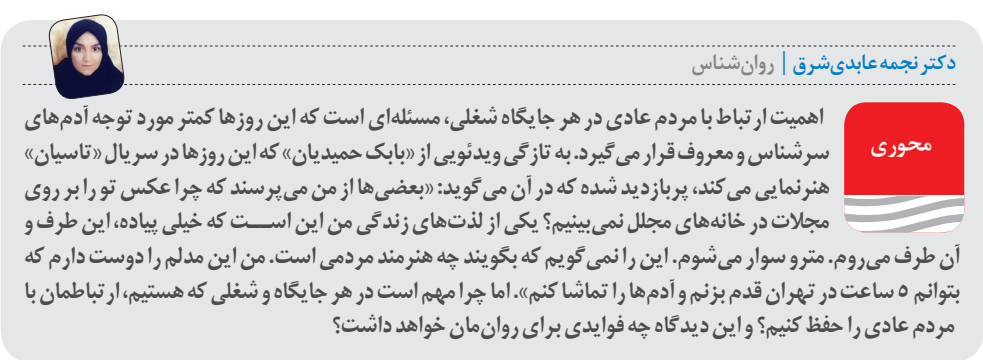 دکتر نجمه عابدی‌شرق | روان‌شناس
محوری
اهمیت ارتباط با مردم عادی در هر جایگاه شغلی، مسئله‌ای است که این روزها کمتر مورد توجه آدم‌های
سرشناس و معروف قرار می‌گیرد. به تازگی ویدئویی از «بابک حمیدیان» که این روزها در سریال «تاسیان»
هنرنمایی می‌کند، پربازدید شده که در آن می‌گوید: «بعضی‌ها از من می‌پرسند که چرا عکس تو را بر روی
مجلات در خانه‌های مجلل نمی‌بینیم؟ یکی از لذت‌های زندگی من این است که خیلی پیاده، این طرف و
آن طرف می‌روم. مترو سوار می‌شوم. این را نمی‌گویم که بگویند چه هنرمند مردمی است. من این مدلم را دوست دارم که
بتوانم ۵ ساعت در تهران قدم بزنم و آدم‌ها را تماشا کنم». اما چرا مهم است در هر جایگاه و شغلی که هستیم، ارتباطمان با
مردم عادی را حفظ کنیم؟ و این دیدگاه چه فوایدی برای روان‌مان خواهد داشت؟